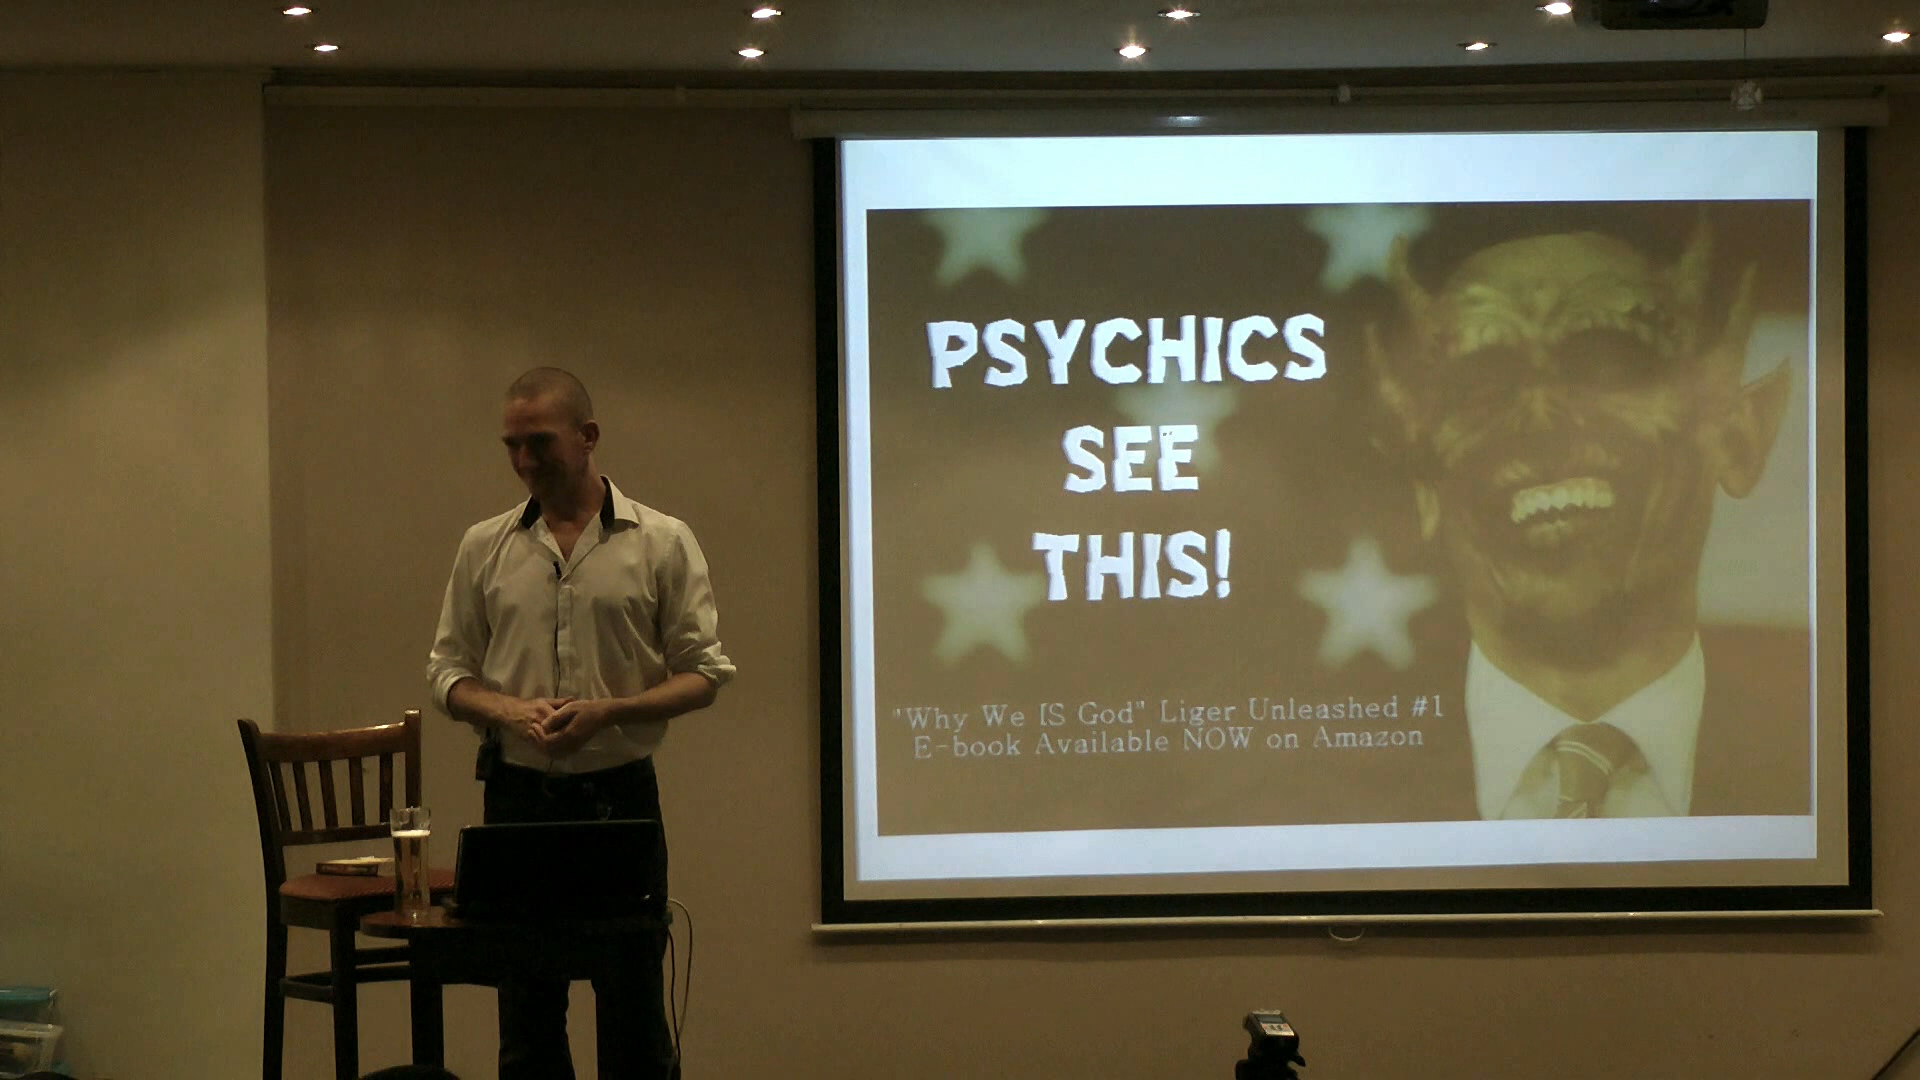 PSYCHICS
SEE
THIS!
"Why We IS God" Liger Unleashed #1
E-book Available NOW on Amazon